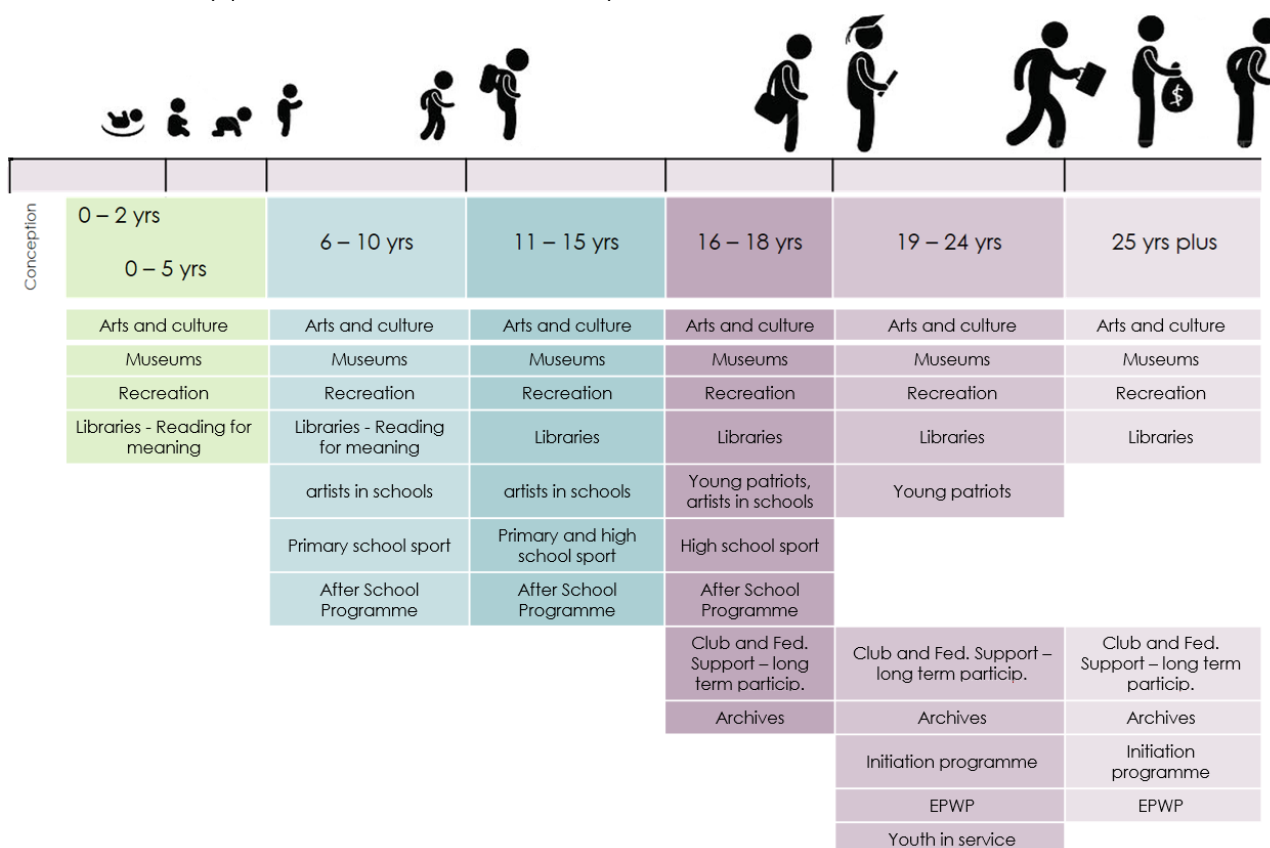 $
Conception
0 – 2 yrs
0 – 5 yrs
6 – 10 yrs
11 – 15 yrs
16 – 18 yrs
19 – 24 yrs
25 yrs plus
Arts and culture
Arts and culture
Arts and culture
Arts and culture
Arts and culture
Arts and culture
Museums
Museums
Museums
Museums
Museums
Museums
Recreation
Recreation
Recreation
Recreation
Recreation
Recreation
Libraries - Reading for
meaning
Libraries - Reading
for meaning
Libraries
Libraries
Libraries
Libraries
artists in schools
artists in schools
Young patriots,
artists in schools
Young patriots
Primary school sport
Primary and high
school sport
High school sport
After School
Programme
After School
Programme
After School
Programme
Club and Fed.
Support – long
term particip.
Club and Fed. Support –
long term particip.
Club and Fed.
Support – long term
particip.
Archives
Archives
Archives
Initiation programme
Initiation
programme
EPWP
EPWP
Youth in service